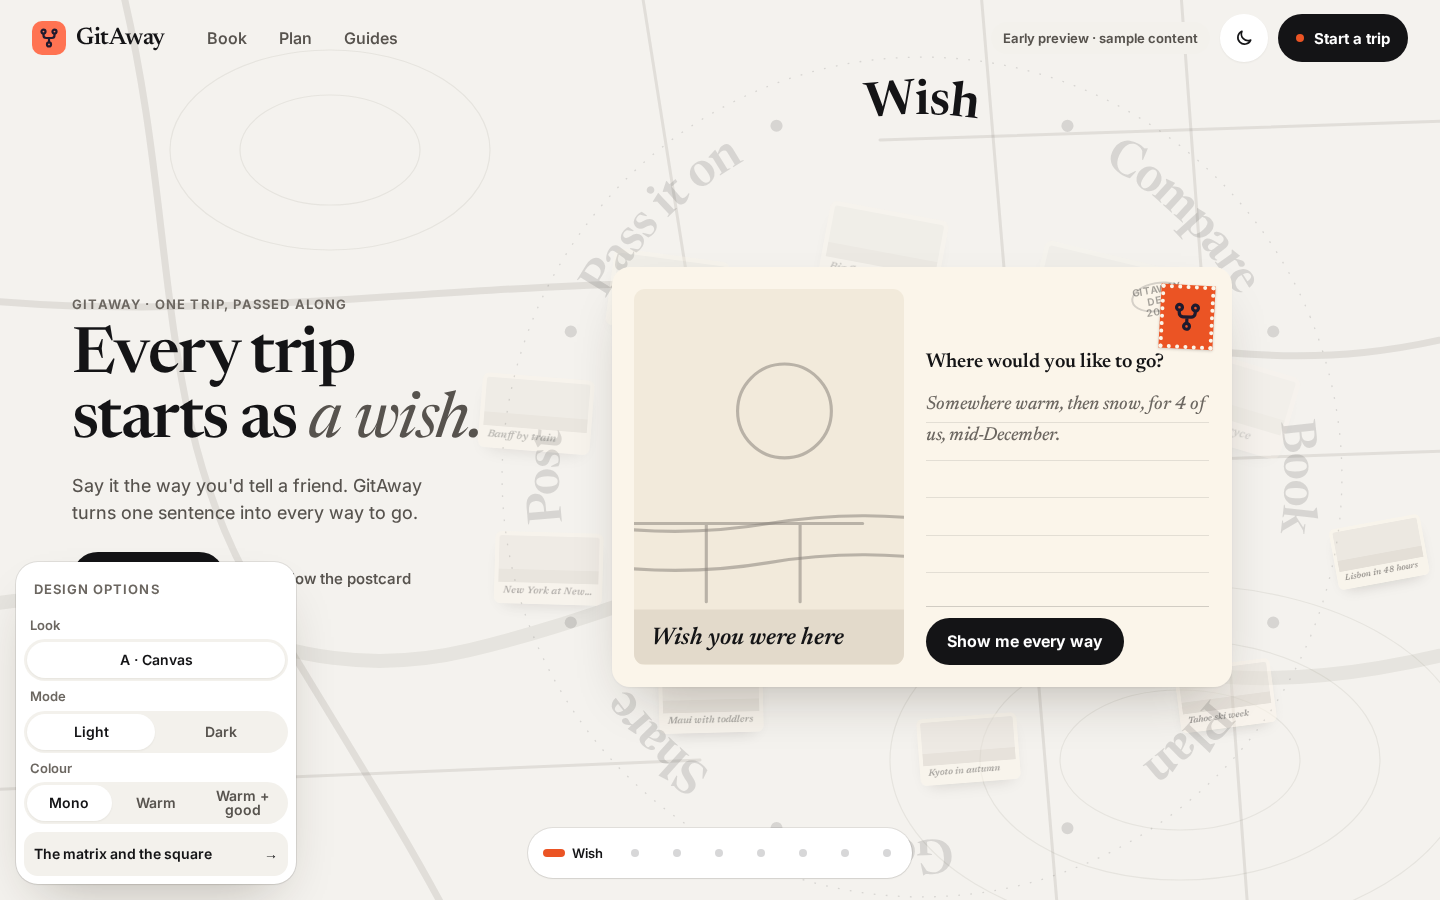 GitAway
Book
Plan
Guides
Early preview · sample content
Start a trip
Wish
Pass it on
Compare
Book
Plan
G
Share
Post
GITAWAY · ONE TRIP, PASSED ALONG
Every trip
starts as a wish.
Say it the way you'd tell a friend. GitAway
turns one sentence into every way to go.
the postcard
Banff by train
New York at New...
Maui with toddlers
Kyoto in autumn
Tahoe ski week
Lisbon in 48 hours
Wish you were here
Where would you like to go?
Somewhere warm, then snow, for 4 of
us, mid-December.
Show me every way
DESIGN OPTIONS
Look
A · Canvas
Mode
Light
Dark
Colour
Mono
Warm
Warm +
good
The matrix and the square →
Wish